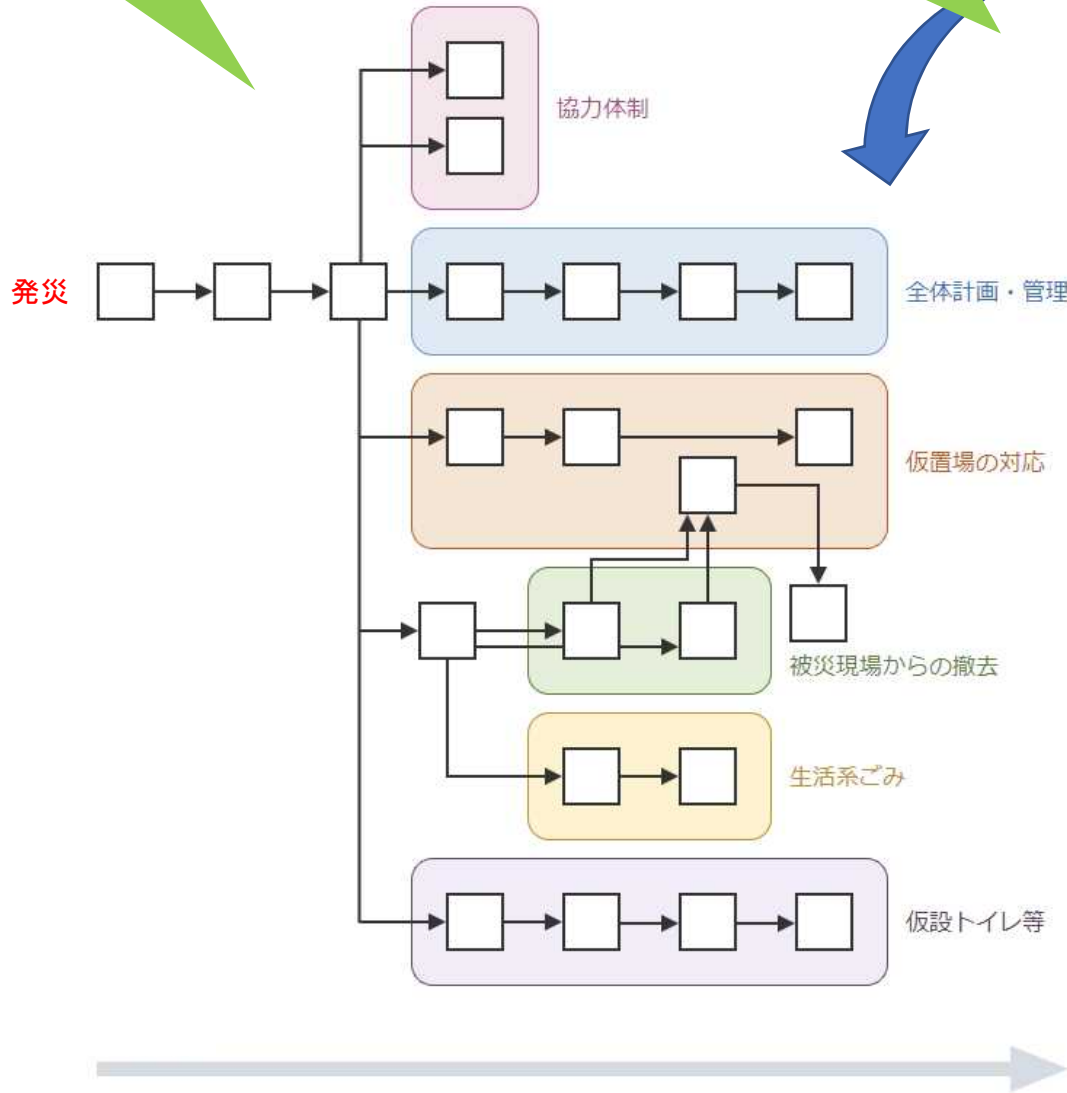 協力体制
発災
全体計画・管理
仮置場の対応
被災現場からの撤去
生活系ごみ
仮設トイレ等